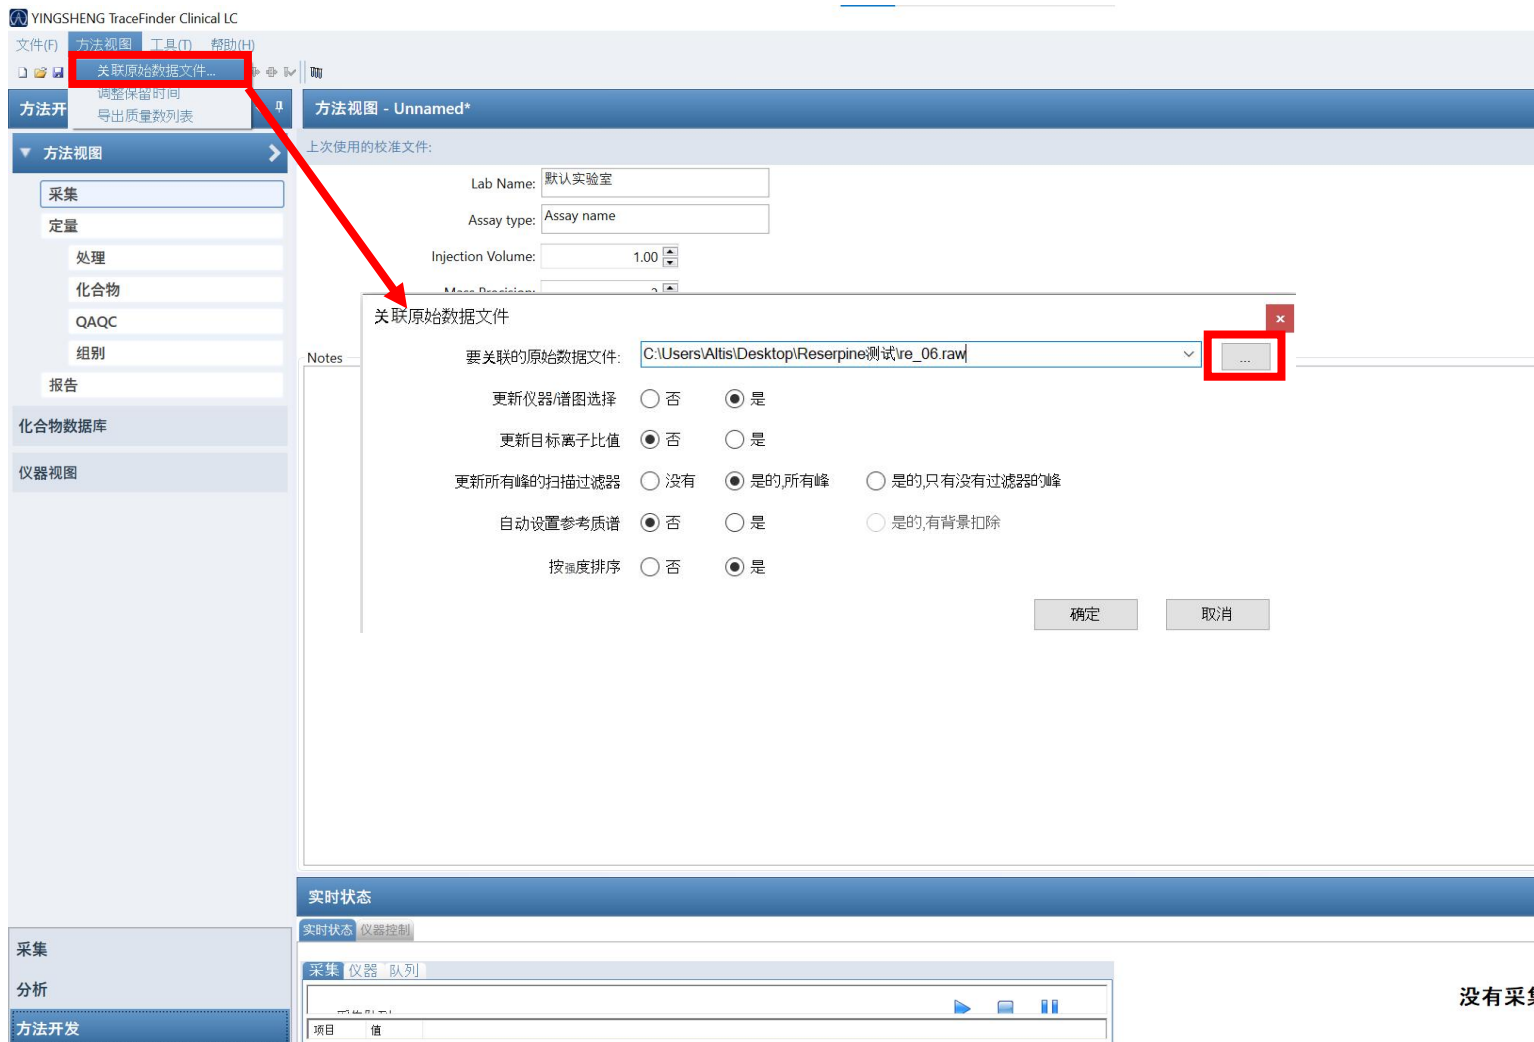 YINGSHENG TraceFinder Clinical LC
文件(F) 方法视图 工具(T) 帮助(H)
关联原始数据文件...
调整保留时间
导出质量数列表
方法开
方法视图 - Unnamed*
方法视图
上次使用的校准文件:
采集
Lab Name: 默认实验室
定量
Assay type: Assay name
处理
Injection Volume: 1.00
化合物
Mass Precision:
QAQC
组别
报告
化合物数据库
仪器视图
Notes
关联原始数据文件
要关联的原始数据文件: C:\Users\Altis\Desktop\Reserpine测试\re_06.raw ...
更新仪器/谱图选择 否 是
更新目标离子比值 否 是
更新所有峰的扫描过滤器 没有 是的,所有峰 是的,只有没有过滤器的峰
自动设置参考质谱 否 是 是的,有背景扣除
按强度排序 否 是
确定 取消
实时状态
实时状态 仪器控制
采集
采集 仪器 队列
分析
没有采集
方法开发
项目 值